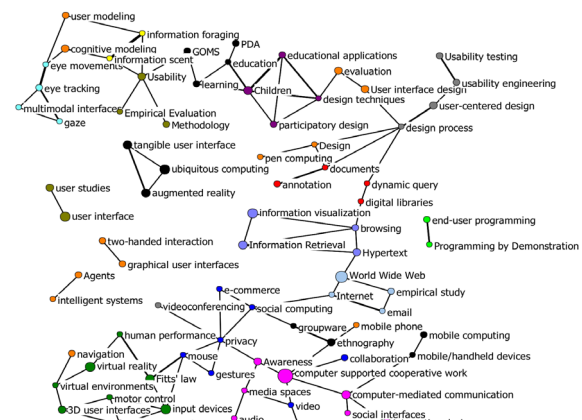 user modeling
information foraging
PDA
GOMS
cognitive modeling
information scent
educational applications
Usability testing
eye movements
education
evaluation
Usability
learning
Children
User interface design
usability engineering
eye tracking
design techniques
user-centered design
multimodal interfaces
Empirical Evaluation
gaze
Methodology
participatory design
design process
tangible user interface
Design
pen computing
ubiquitous computing
documents
annotation
dynamic query
user studies
augmented reality
digital libraries
user interface
information visualization
end-user programming
browsing
two-handed interaction
Information Retrieval
Hypertext
Programming by Demonstration
graphical user interfaces
Agents
World Wide Web
e-commerce
empirical study
intelligent systems
Internet
videoconferencing
social computing
email
groupware
mobile phone
human performance
privacy
ethnography
mobile computing
navigation
mouse
Awareness
collaboration
mobile/handheld devices
virtual reality
Fitts' law
gestures
computer supported cooperative work
virtual environments
motor control
media spaces
computer-mediated communication
3D user interfaces
input devices
video
social interfaces
audio